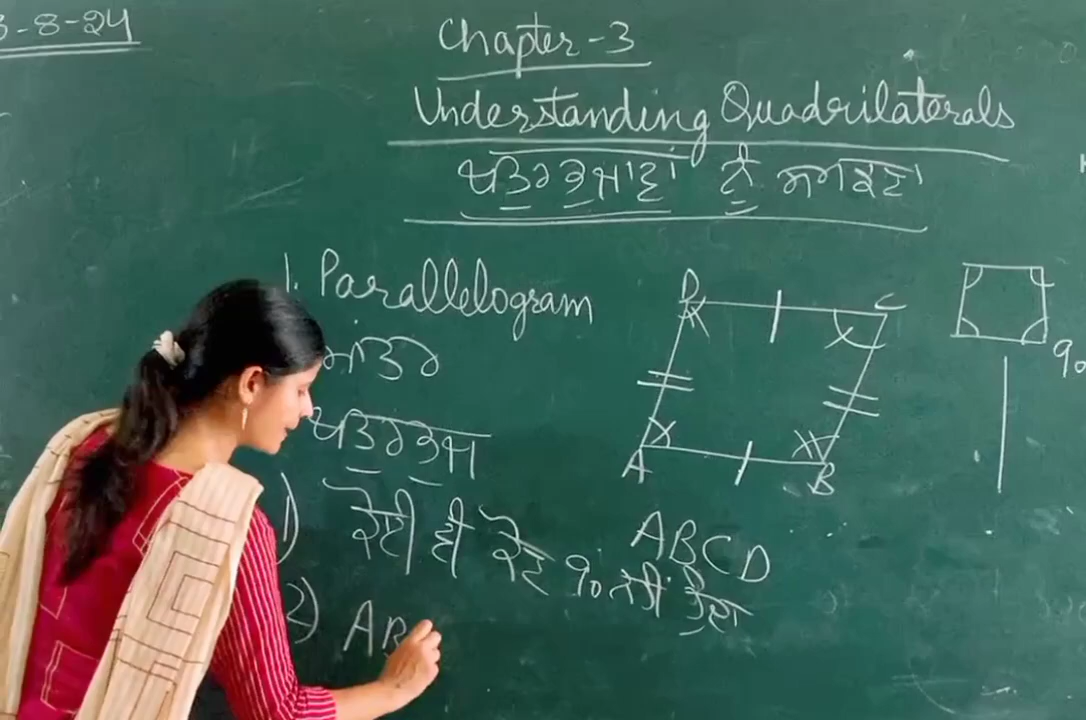 3-8-24
Chapter-3
Understanding Quadrilaterals
ਚਤੁਰਭੁਜਾਂ ਨੂੰ ਸਮਝਣਾ
1. Parallelogram
ਸਮਾਂਤਰ
ਚਤੁਰਭੁਜ
D C
A B
90
ABCD
1) ਕੋਈ ਵੀ ਕੋਣ 90° ਨਹੀਂ ਹੁੰਦਾ
2) AB